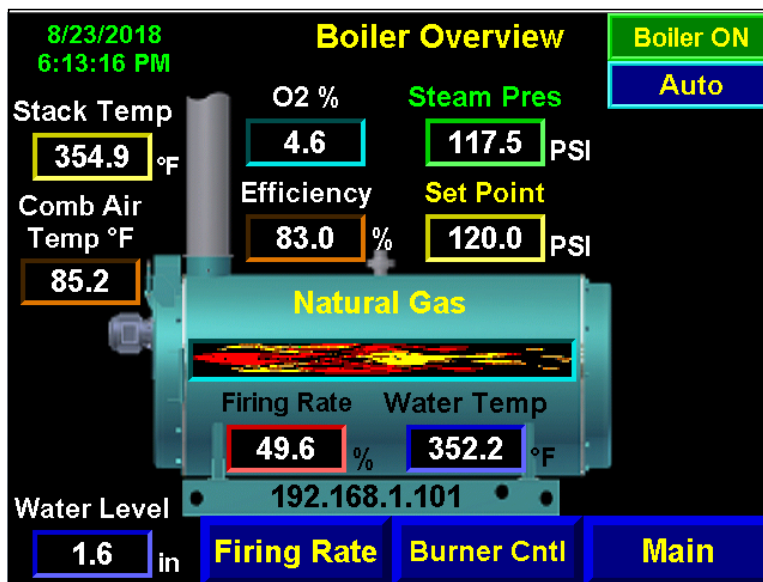 8/23/2018
6:13:16 PM
Boiler Overview
Boiler ON
Auto
Stack Temp
354.9 °F
O2 %
4.6
Steam Pres
117.5 PSI
Comb Air
Temp °F
85.2
Efficiency
83.0 %
Set Point
120.0 PSI
Natural Gas
Firing Rate
49.6 %
Water Temp
352.2 °F
192.168.1.101
Water Level
1.6 in
Firing Rate
Burner Cntl
Main